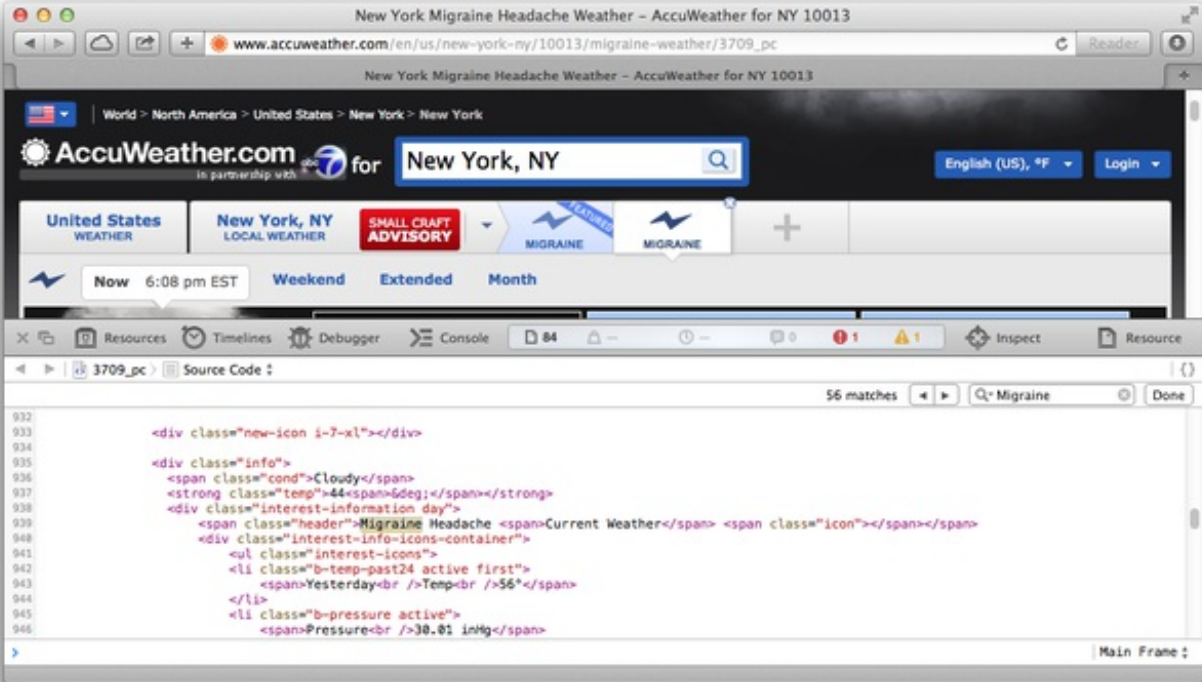 New York Migraine Headache Weather – AccuWeather for NY 10013
www.accuweather.com/en/us/new-york-ny/10013/migraine-weather/3709_pc
Reader
New York Migraine Headache Weather – AccuWeather for NY 10013
World > North America > United States > New York > New York
AccuWeather.com abc 7 for New York, NY English (US), °F Login
in partnership with
United States
WEATHER
New York, NY
LOCAL WEATHER
SMALL CRAFT
ADVISORY
FEATURED
MIGRAINE
MIGRAINE
Now 6:08 pm EST Weekend Extended Month
Resources Timelines Debugger Console 84 – – 0 1 1 Inspect Resource
3709_pc Source Code {}
56 matches Migraine Done
932
933 <div class="new-icon i-7-xl"></div>
934
935 <div class="info">
936 <span class="cond">Cloudy</span>
937 <strong class="temp">44<span>&deg;</span></strong>
938 <div class="interest-information day">
939 <span class="header">Migraine Headache <span>Current Weather</span> <span class="icon"></span></span>
940 <div class="interest-info-icons-container">
941 <ul class="interest-icons">
942 <li class="b-temp-past24 active first">
943 <span>Yesterday<br />Temp<br />56°</span>
944 </li>
945 <li class="b-pressure active">
946 <span>Pressure<br />30.01 inHg</span>
> Main Frame